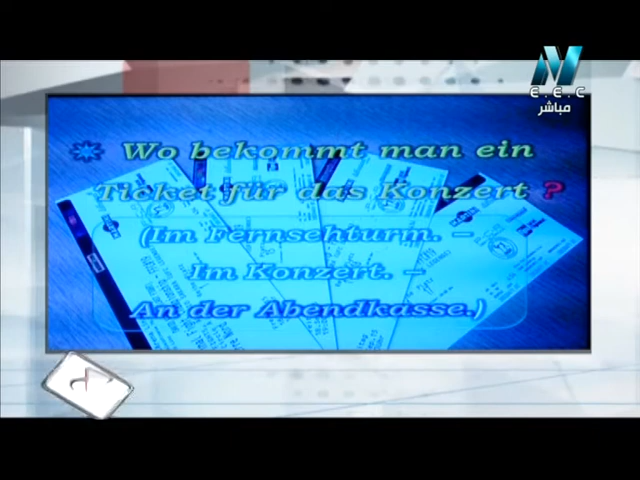 E.E.C
مباشر
* Wo bekommt man ein
Ticket für das Konzert ?
(Im Fernsehturm. –
Im Konzert. –
An der Abendkasse.)